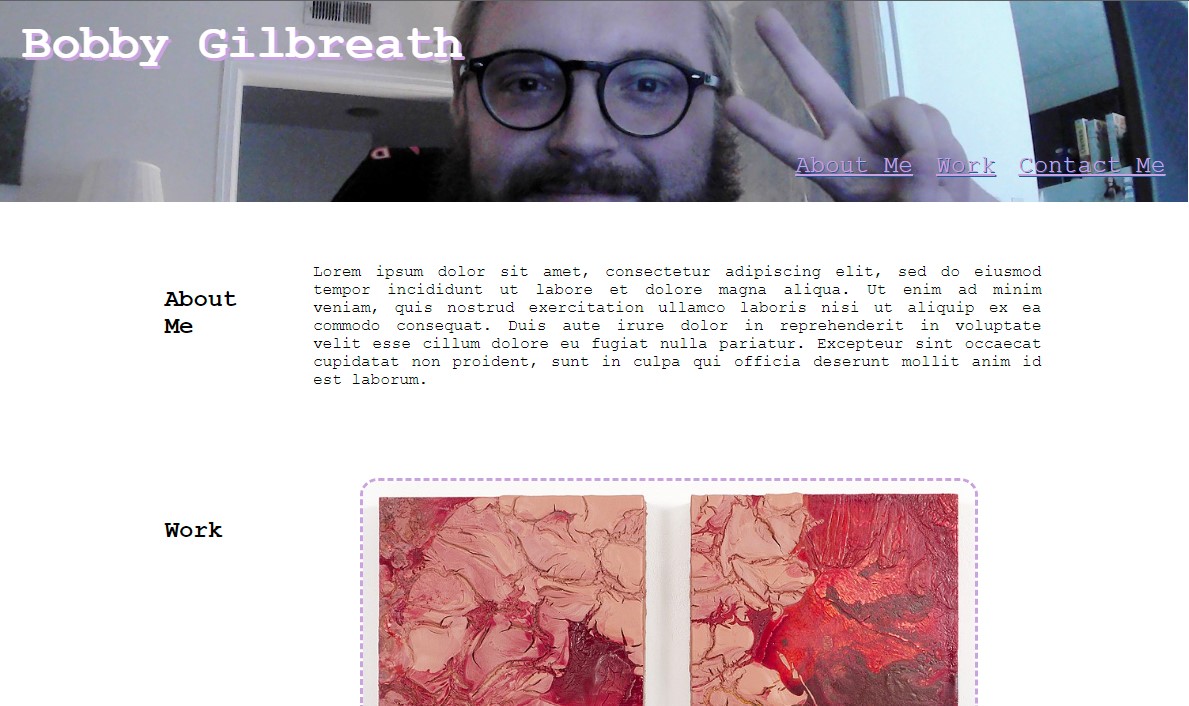 Bobby Gilbreath
About Me Work Contact Me
About
Me
Lorem ipsum dolor sit amet, consectetur adipiscing elit, sed do eiusmod
tempor incididunt ut labore et dolore magna aliqua. Ut enim ad minim
veniam, quis nostrud exercitation ullamco laboris nisi ut aliquip ex ea
commodo consequat. Duis aute irure dolor in reprehenderit in voluptate
velit esse cillum dolore eu fugiat nulla pariatur. Excepteur sint occaecat
cupidatat non proident, sunt in culpa qui officia deserunt mollit anim id
est laborum.
Work